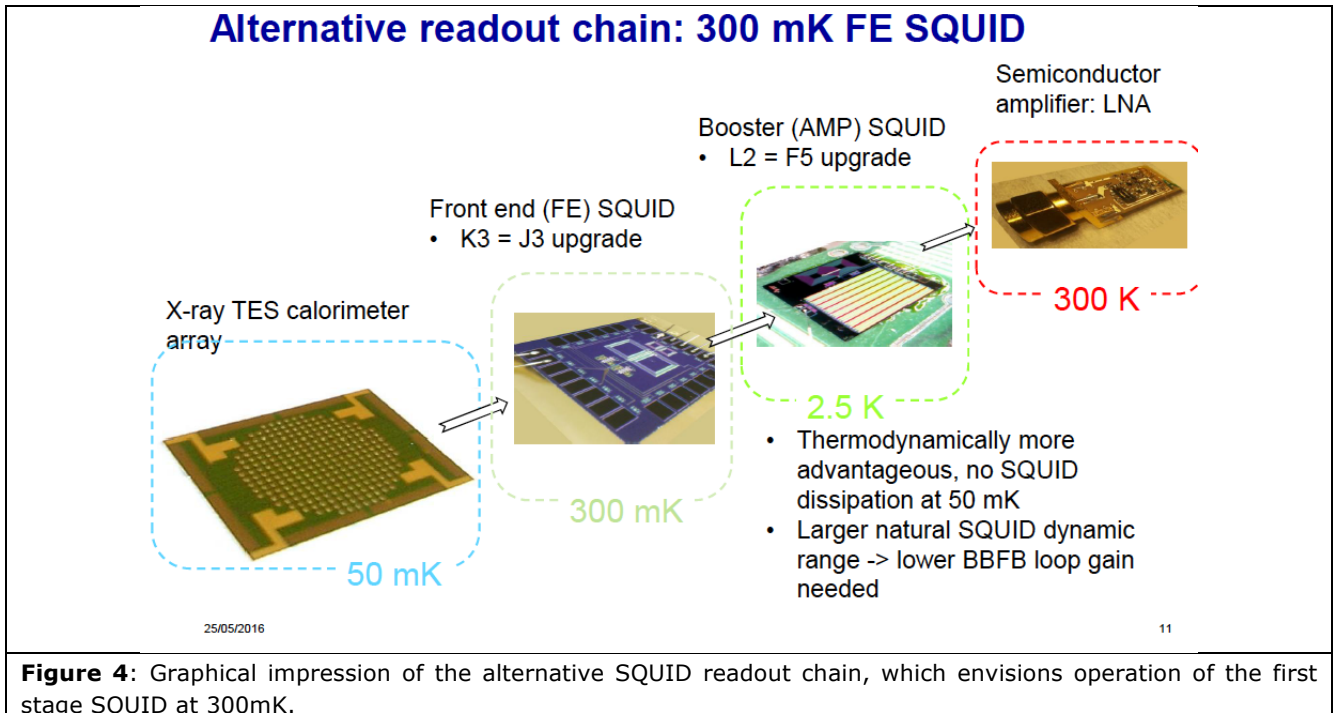 Alternative readout chain: 300 mK FE SQUID
Semiconductor
amplifier: LNA
Booster (AMP) SQUID
• L2 = F5 upgrade
Front end (FE) SQUID
• K3 = J3 upgrade
X-ray TES calorimeter
array
300 K
2.5 K
300 mK
50 mK
• Thermodynamically more
advantageous, no SQUID
dissipation at 50 mK
• Larger natural SQUID dynamic
range -> lower BBFB loop gain
needed
25/05/2016
11
Figure 4: Graphical impression of the alternative SQUID readout chain, which envisions operation of the first
stage SQUID at 300mK.